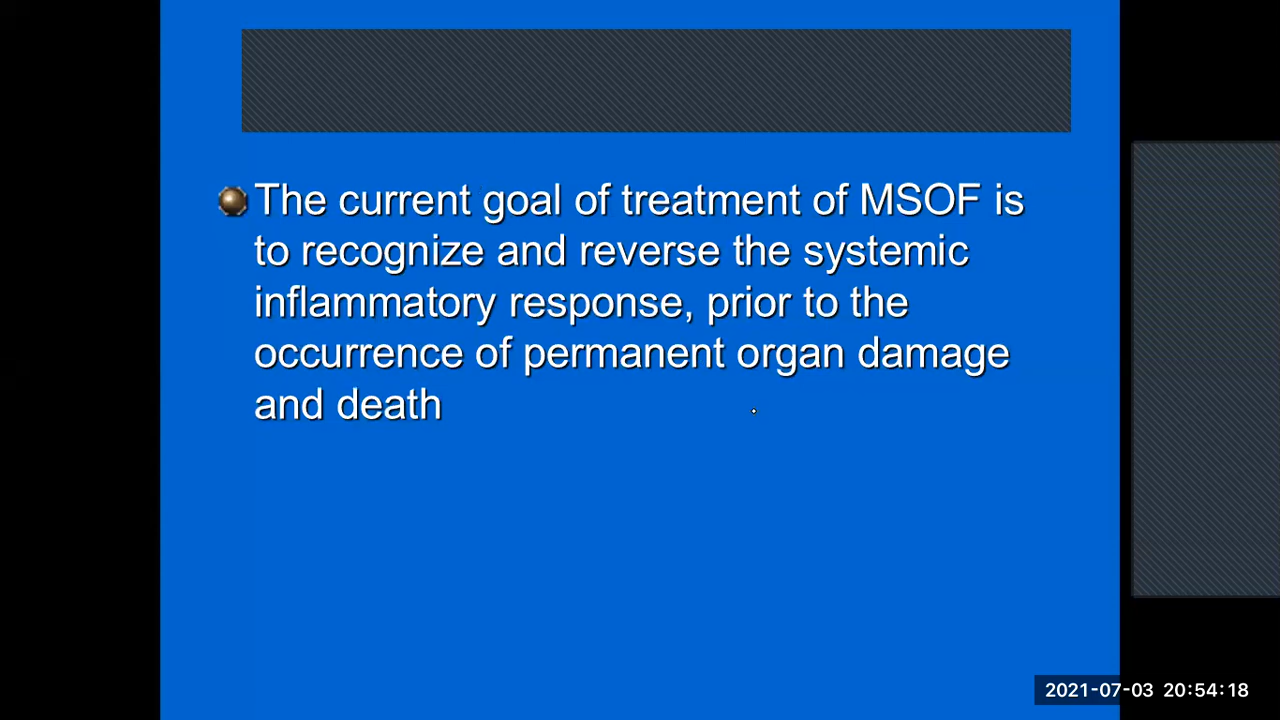 The current goal of treatment of MSOF is
to recognize and reverse the systemic
inflammatory response, prior to the
occurrence of permanent organ damage
and death
2021-07-03 20:54:18